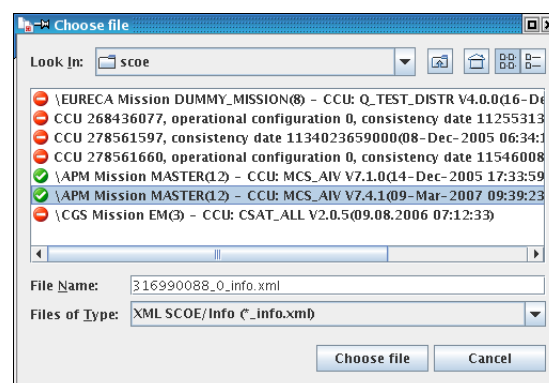 Choose file
Look In: scoe
\EURECA Mission DUMMY_MISSION(8) - CCU: Q_TEST_DISTR V4.0.0(16-De
CCU 268436077, operational configuration 0, consistency date 11255313
CCU 278561597, consistency date 1134023659000(08-Dec-2005 06:34:1
CCU 278561660, operational configuration 0, consistency date 11546008
\APM Mission MASTER(12) - CCU: MCS_AIV V7.1.0(14-Dec-2005 17:33:59
\APM Mission MASTER(12) - CCU: MCS_AIV V7.4.1(09-Mar-2007 09:39:23
\CGS Mission EM(3) - CCU: CSAT_ALL V2.0.5(09.08.2006 07:12:33)
File Name: 316990088_0_info.xml
Files of Type: XML SCOE/Info (*_info.xml)
Choose file Cancel